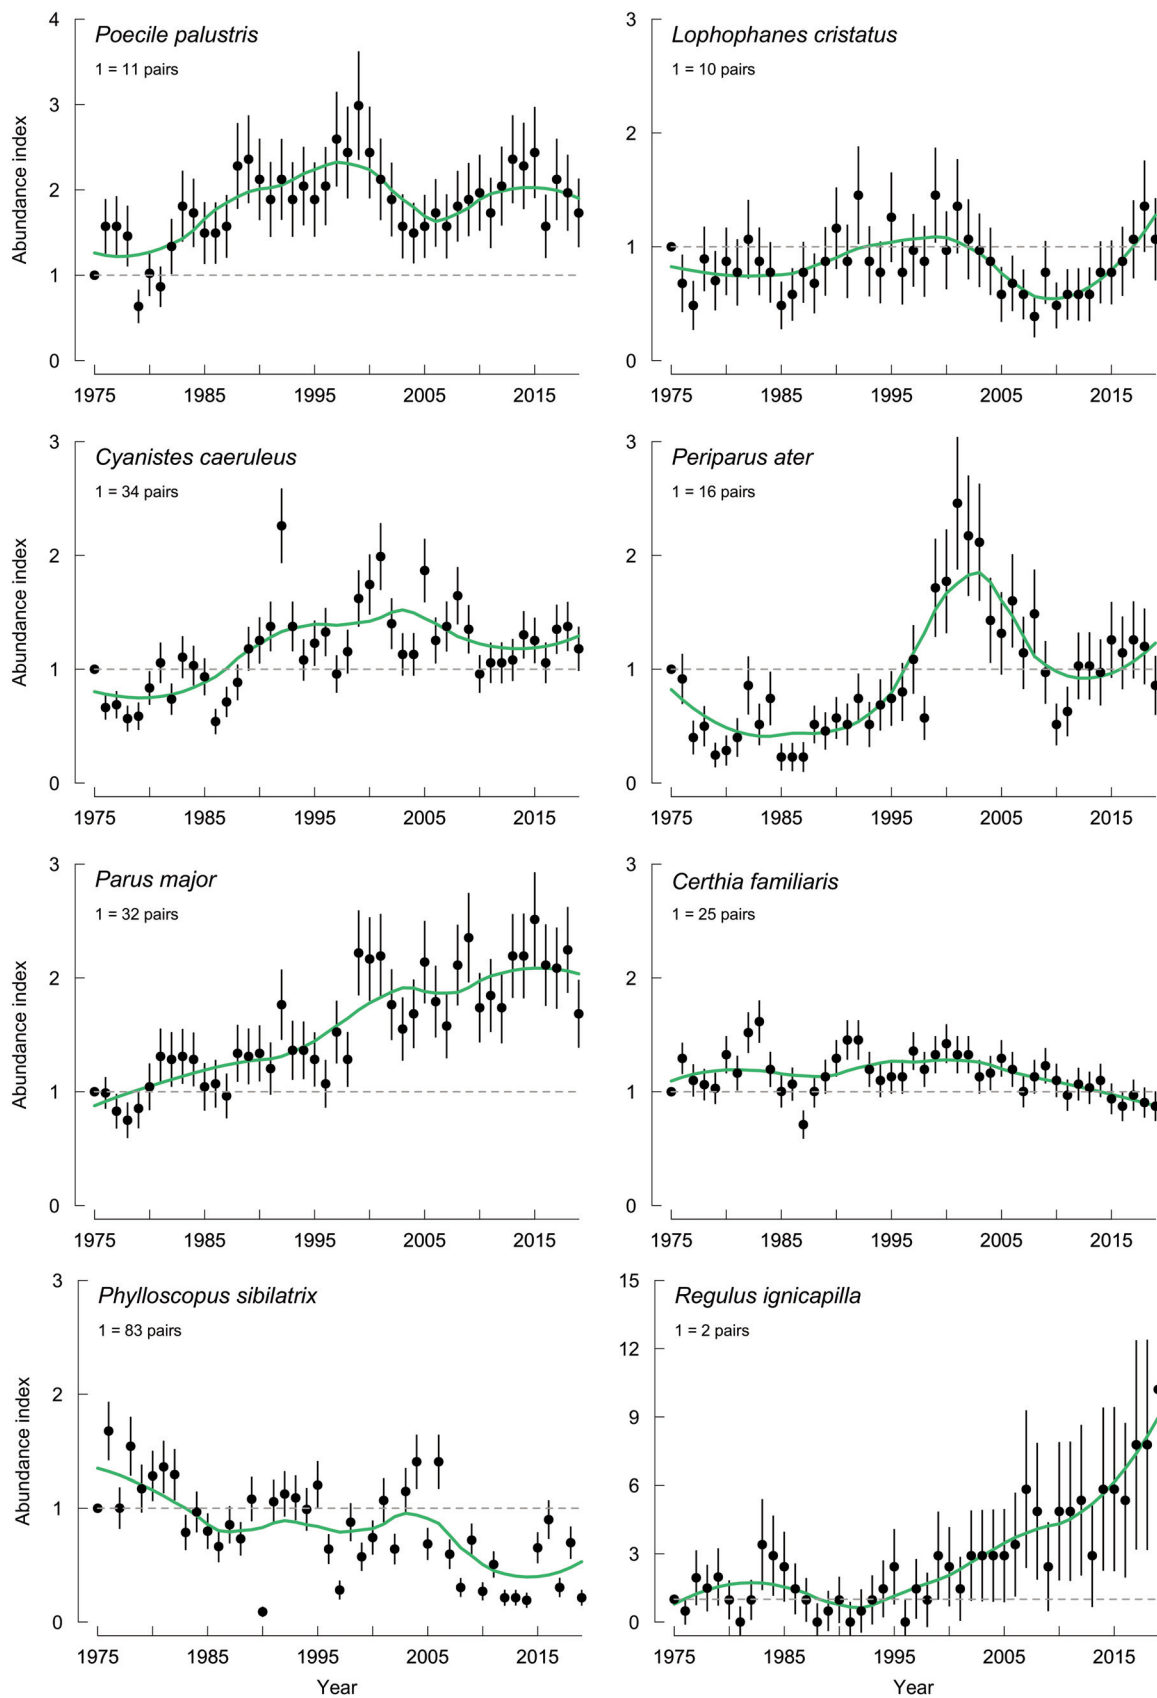 Poecile palustris
1 = 11 pairs
Abundance index
4
3
2
1
0
1975 1985 1995 2005 2015
Lophophanes cristatus
1 = 10 pairs
3
2
1
0
1975 1985 1995 2005 2015
Cyanistes caeruleus
1 = 34 pairs
Abundance index
3
2
1
0
1975 1985 1995 2005 2015
Periparus ater
1 = 16 pairs
3
2
1
0
1975 1985 1995 2005 2015
Parus major
1 = 32 pairs
Abundance index
3
2
1
0
1975 1985 1995 2005 2015
Certhia familiaris
1 = 25 pairs
3
2
1
0
1975 1985 1995 2005 2015
Phylloscopus sibilatrix
1 = 83 pairs
Abundance index
3
2
1
0
1975 1985 1995 2005 2015
Year
Regulus ignicapilla
1 = 2 pairs
15
12
9
6
3
0
1975 1985 1995 2005 2015
Year